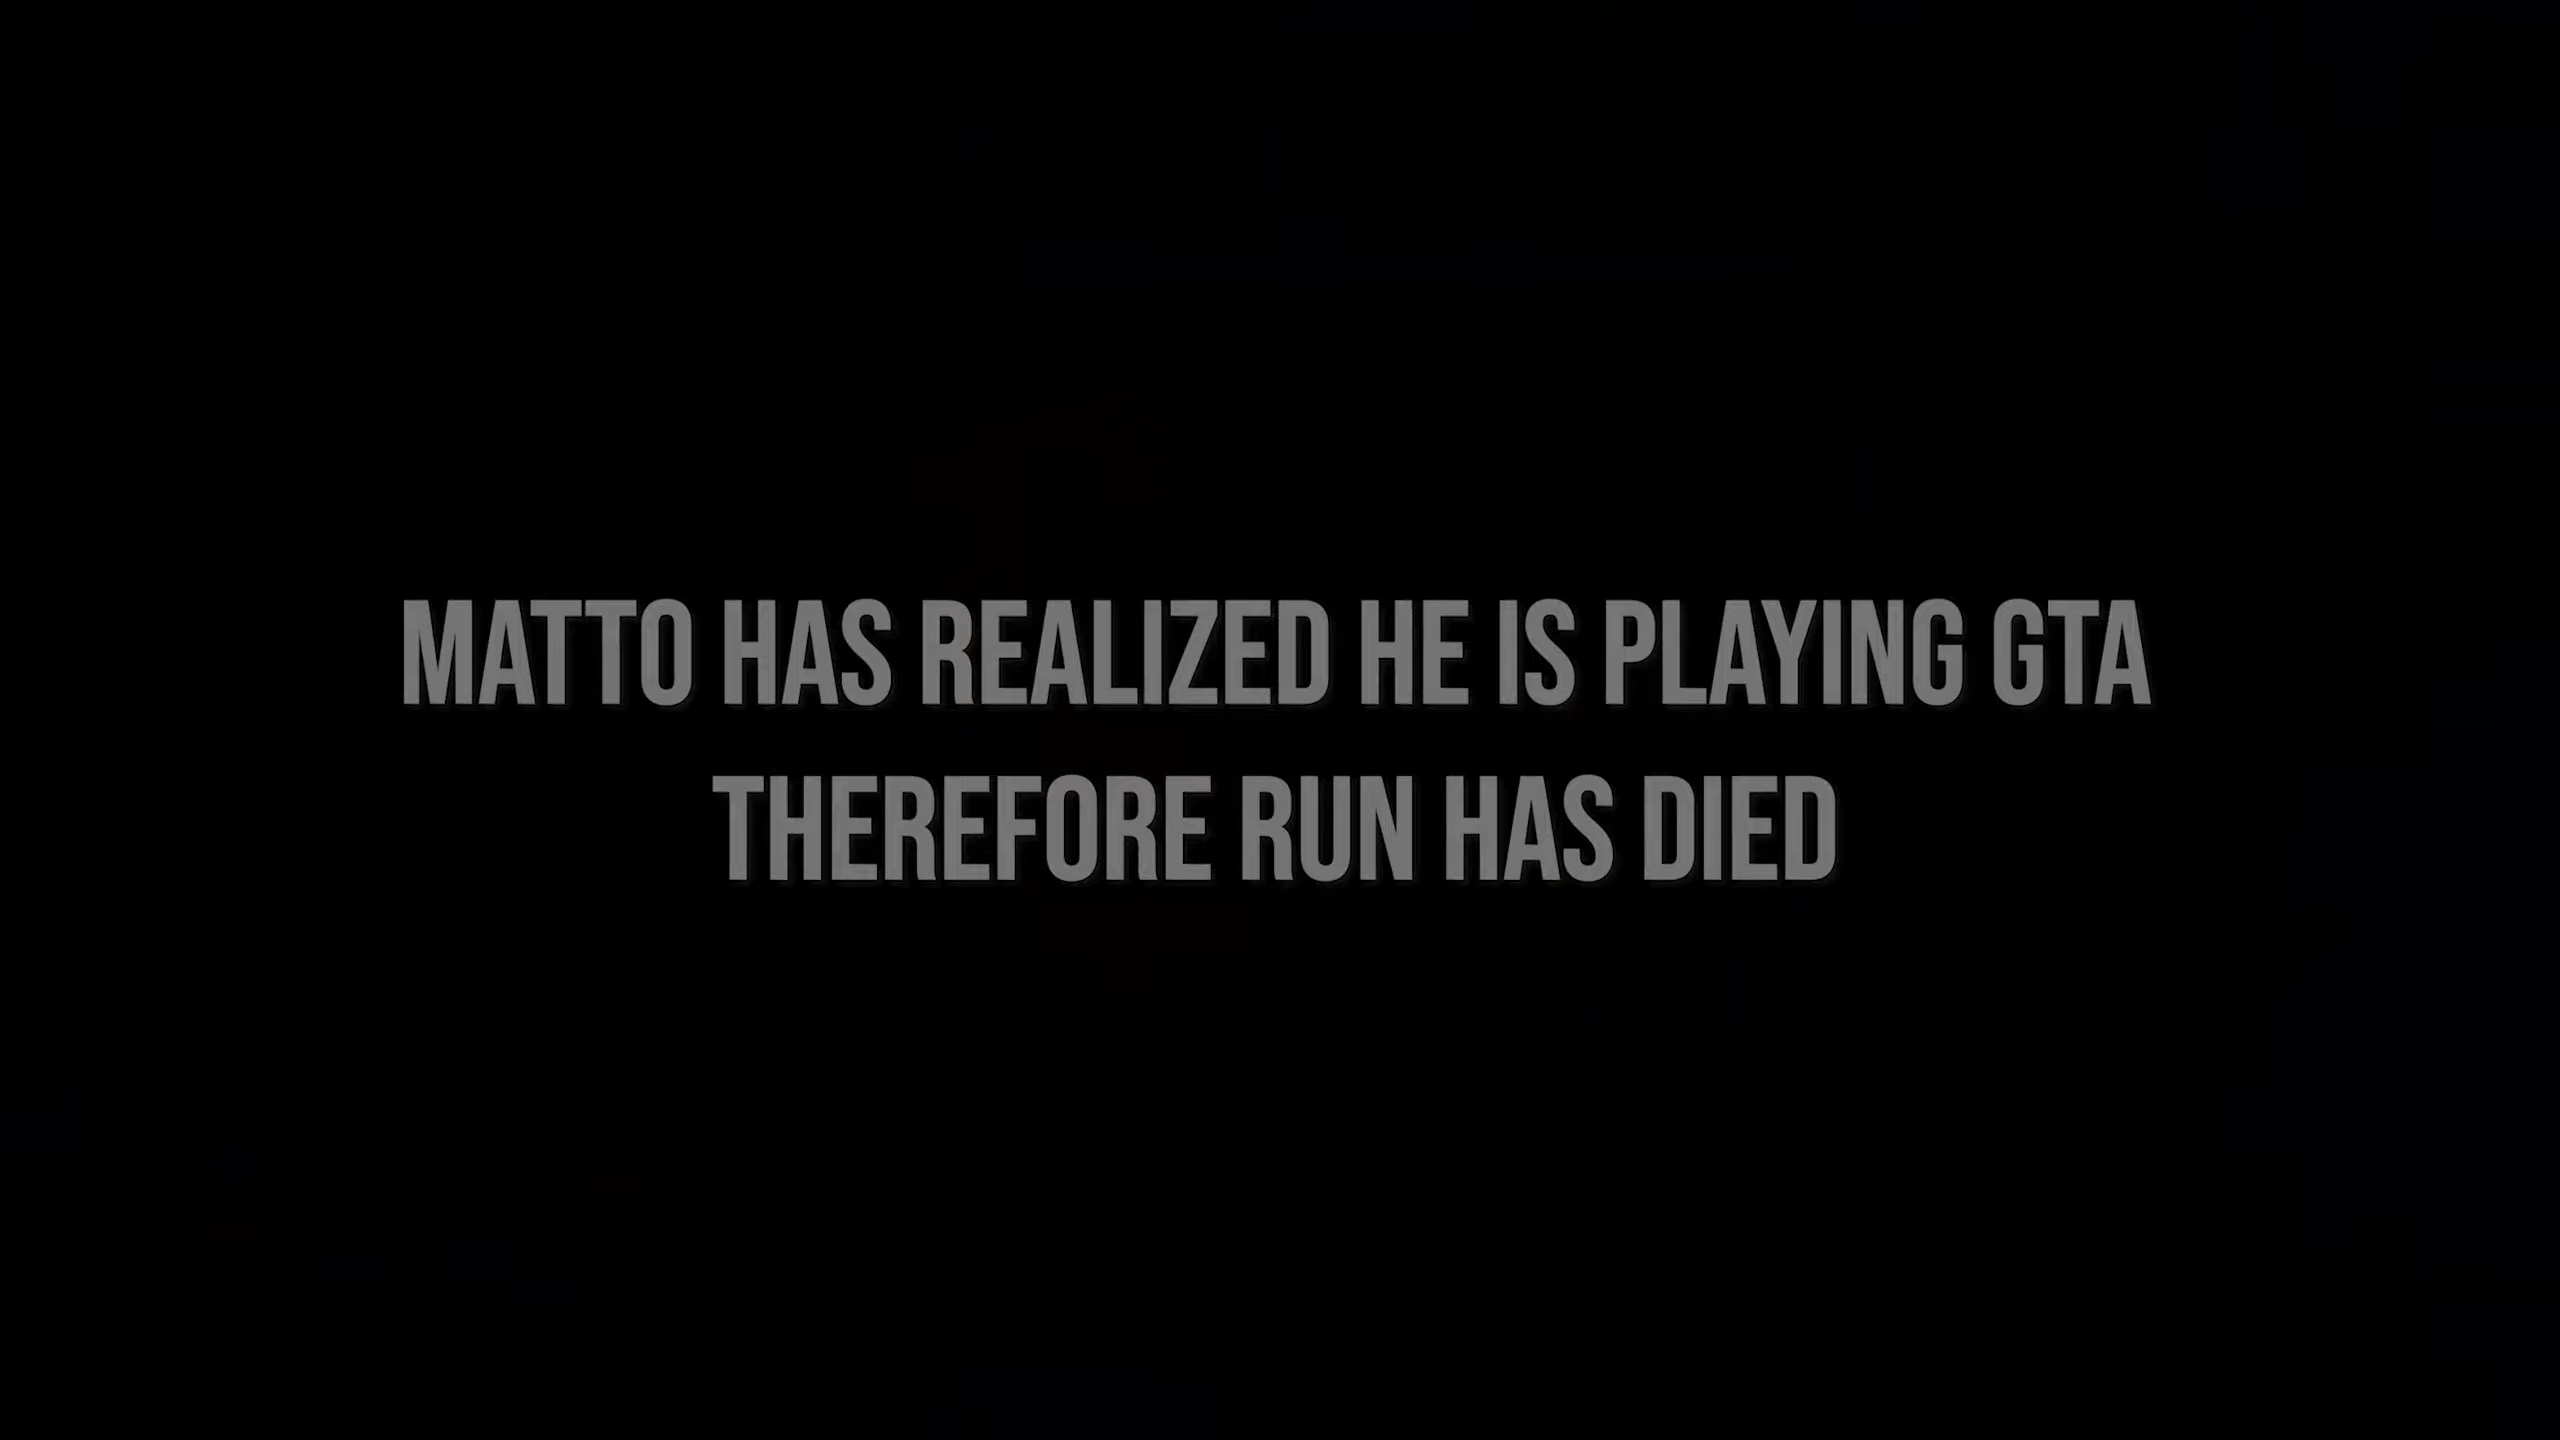 MATTO HAS REALIZED HE IS PLAYING GTA
THEREFORE RUN HAS DIED